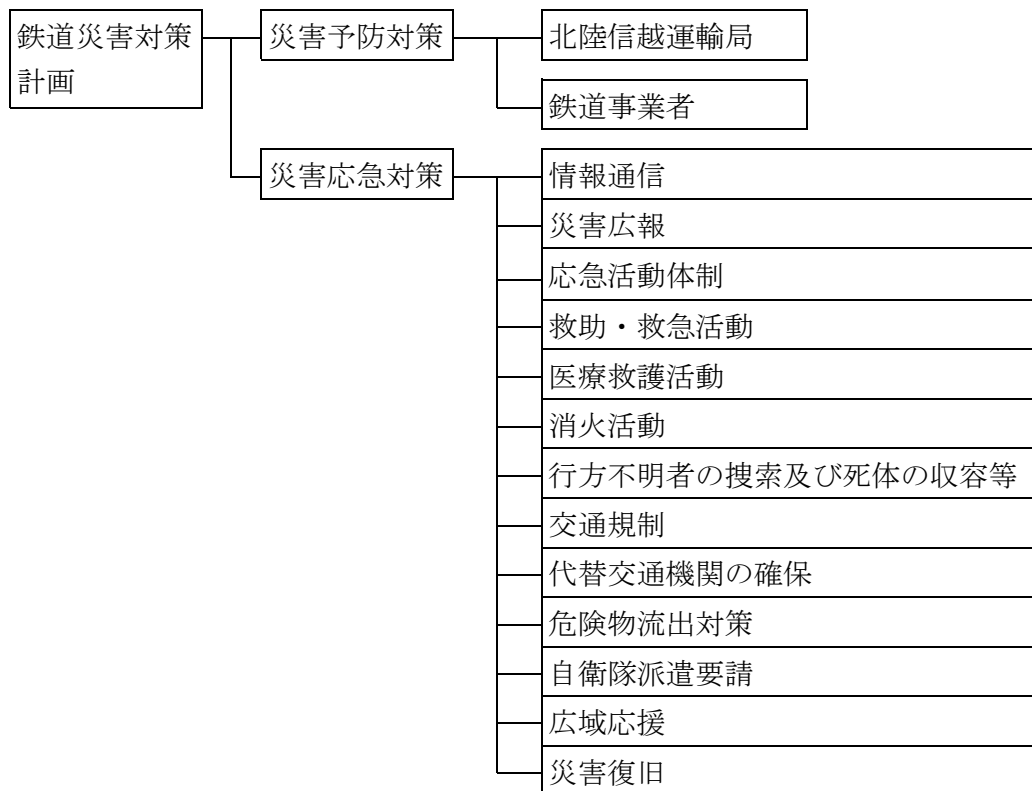 鉄道災害対策
計画
災害予防対策
北陸信越運輸局
鉄道事業者
災害応急対策
情報通信
災害広報
応急活動体制
救助・救急活動
医療救護活動
消火活動
行方不明者の捜索及び死体の収容等
交通規制
代替交通機関の確保
危険物流出対策
自衛隊派遣要請
広域応援
災害復旧